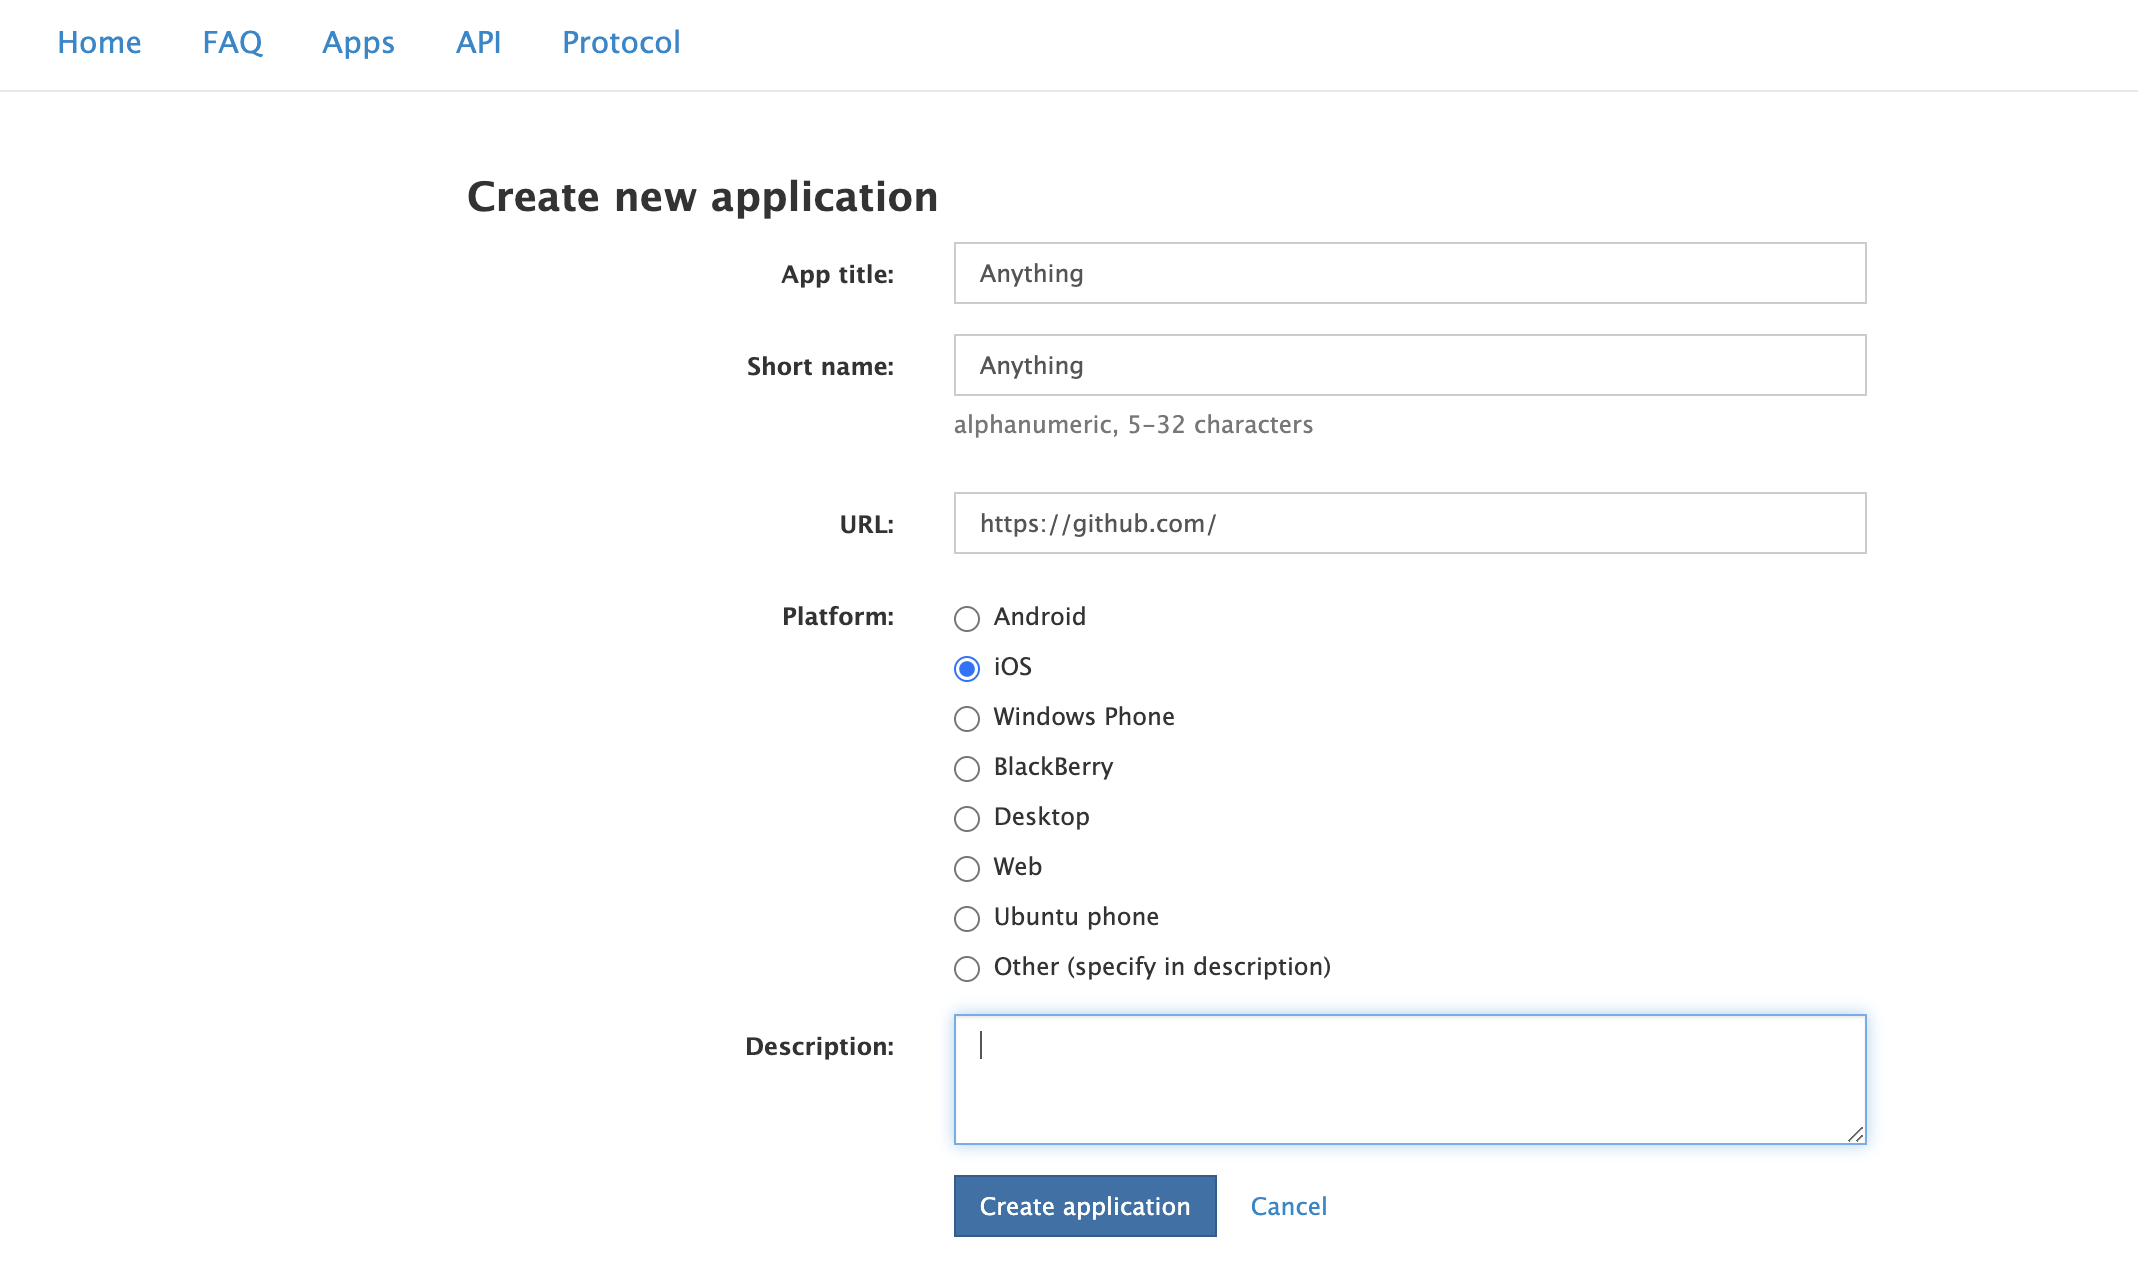 Home FAQ Apps API Protocol
Create new application
App title: Anything
Short name: Anything
alphanumeric, 5-32 characters
URL: https://github.com/
Platform: Android
iOS
Windows Phone
BlackBerry
Desktop
Web
Ubuntu phone
Other (specify in description)
Description:
Create application Cancel